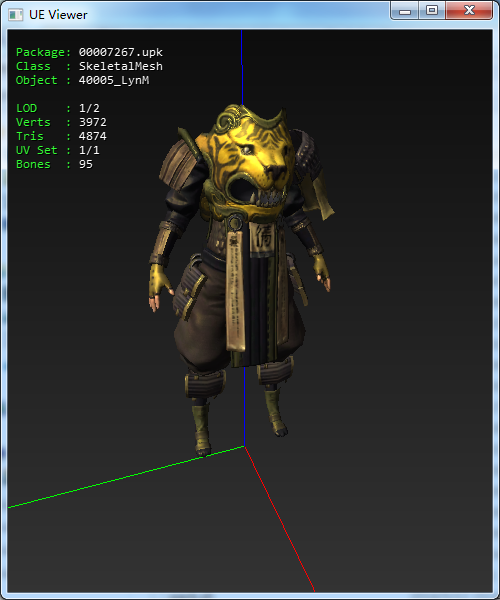 UE Viewer
Package: 00007267.upk
Class  : SkeletalMesh
Object : 40005_LynM
LOD    : 1/2
Verts  : 3972
Tris   : 4874
UV Set : 1/1
Bones  : 95